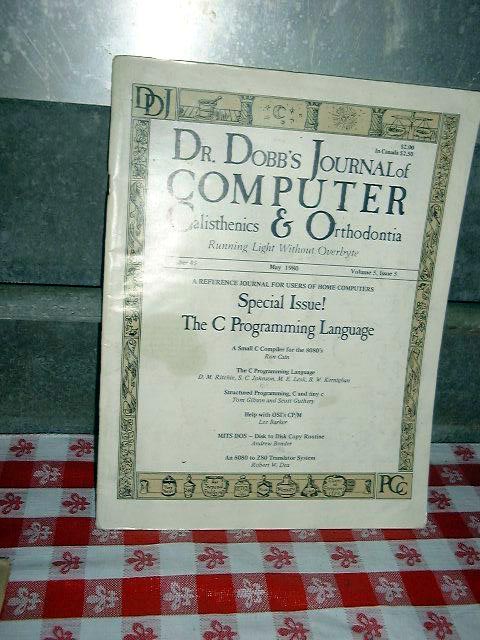 DDJ
$2.00
In Canada $2.50
DR. DOBB'S JOURNAL of
COMPUTER
Calisthenics & Orthodontia
Running Light Without Overbyte
45 May 1980 Volume 5, Issue 5
A REFERENCE JOURNAL FOR USERS OF HOME COMPUTERS
Special Issue!
The C Programming Language
A Small C Compiler for the 8080's
Ron Cain
The C Programming Language
D. M. Ritchie, S. C. Johnson, M. E. Lesk, B. W. Kernighan
Structured Programming, C and tiny c
Tom Gibson and Scott Guthery
Help with OSI's CP/M
Lee Barker
MITS DOS — Disk to Disk Copy Routine
Andrew Bender
An 8080 to Z80 Translator System
Robert W. Dea
PCC